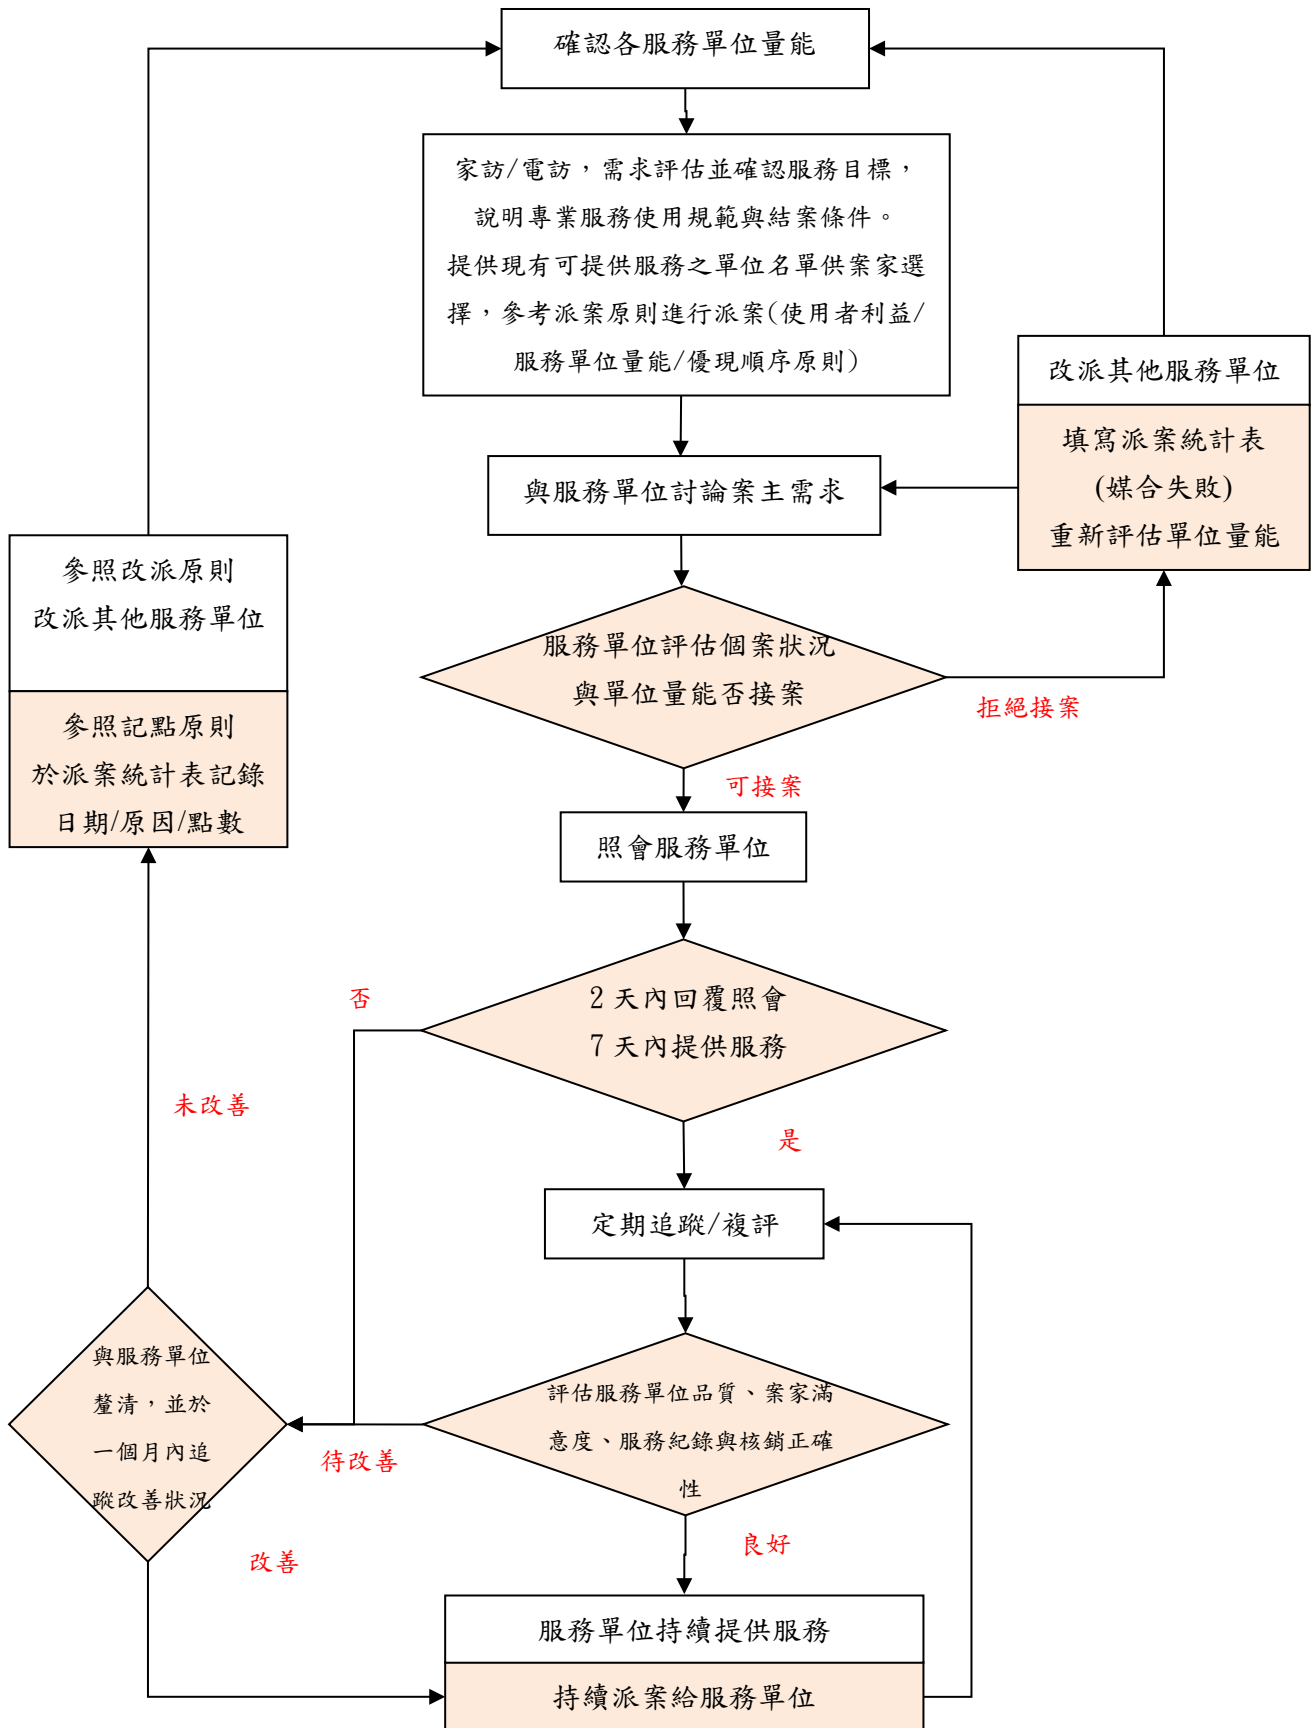 確認各服務單位量能
家訪/電訪，需求評估並確認服務目標，
說明專業服務使用規範與結案條件。
提供現有可提供服務之單位名單供案家選
擇，參考派案原則進行派案(使用者利益/
服務單位量能/優現順序原則)
改派其他服務單位
填寫派案統計表
(媒合失敗)
重新評估單位量能
與服務單位討論案主需求
參照改派原則
改派其他服務單位
參照記點原則
於派案統計表記錄
日期/原因/點數
服務單位評估個案狀況
與單位量能否接案
拒絕接案
可接案
照會服務單位
2 天內回覆照會
7 天內提供服務
否
未改善
是
定期追蹤/複評
與服務單位
釐清，並於
一個月內追
蹤改善狀況
評估服務單位品質、案家滿
意度、服務紀錄與核銷正確
性
待改善
改善
良好
服務單位持續提供服務
持續派案給服務單位